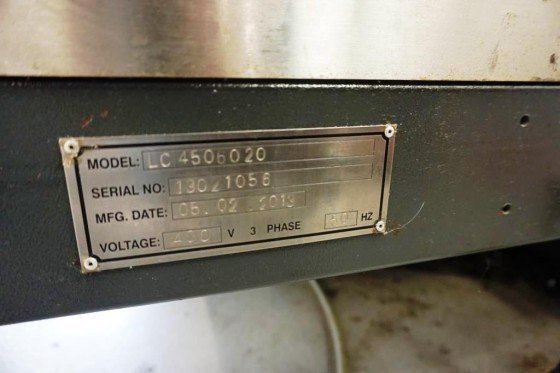 MODEL: LC 4506020
SERIAL NO: 13021056
MFG. DATE: 05. 02 .2013
VOLTAGE: V 3 PHASE HZ